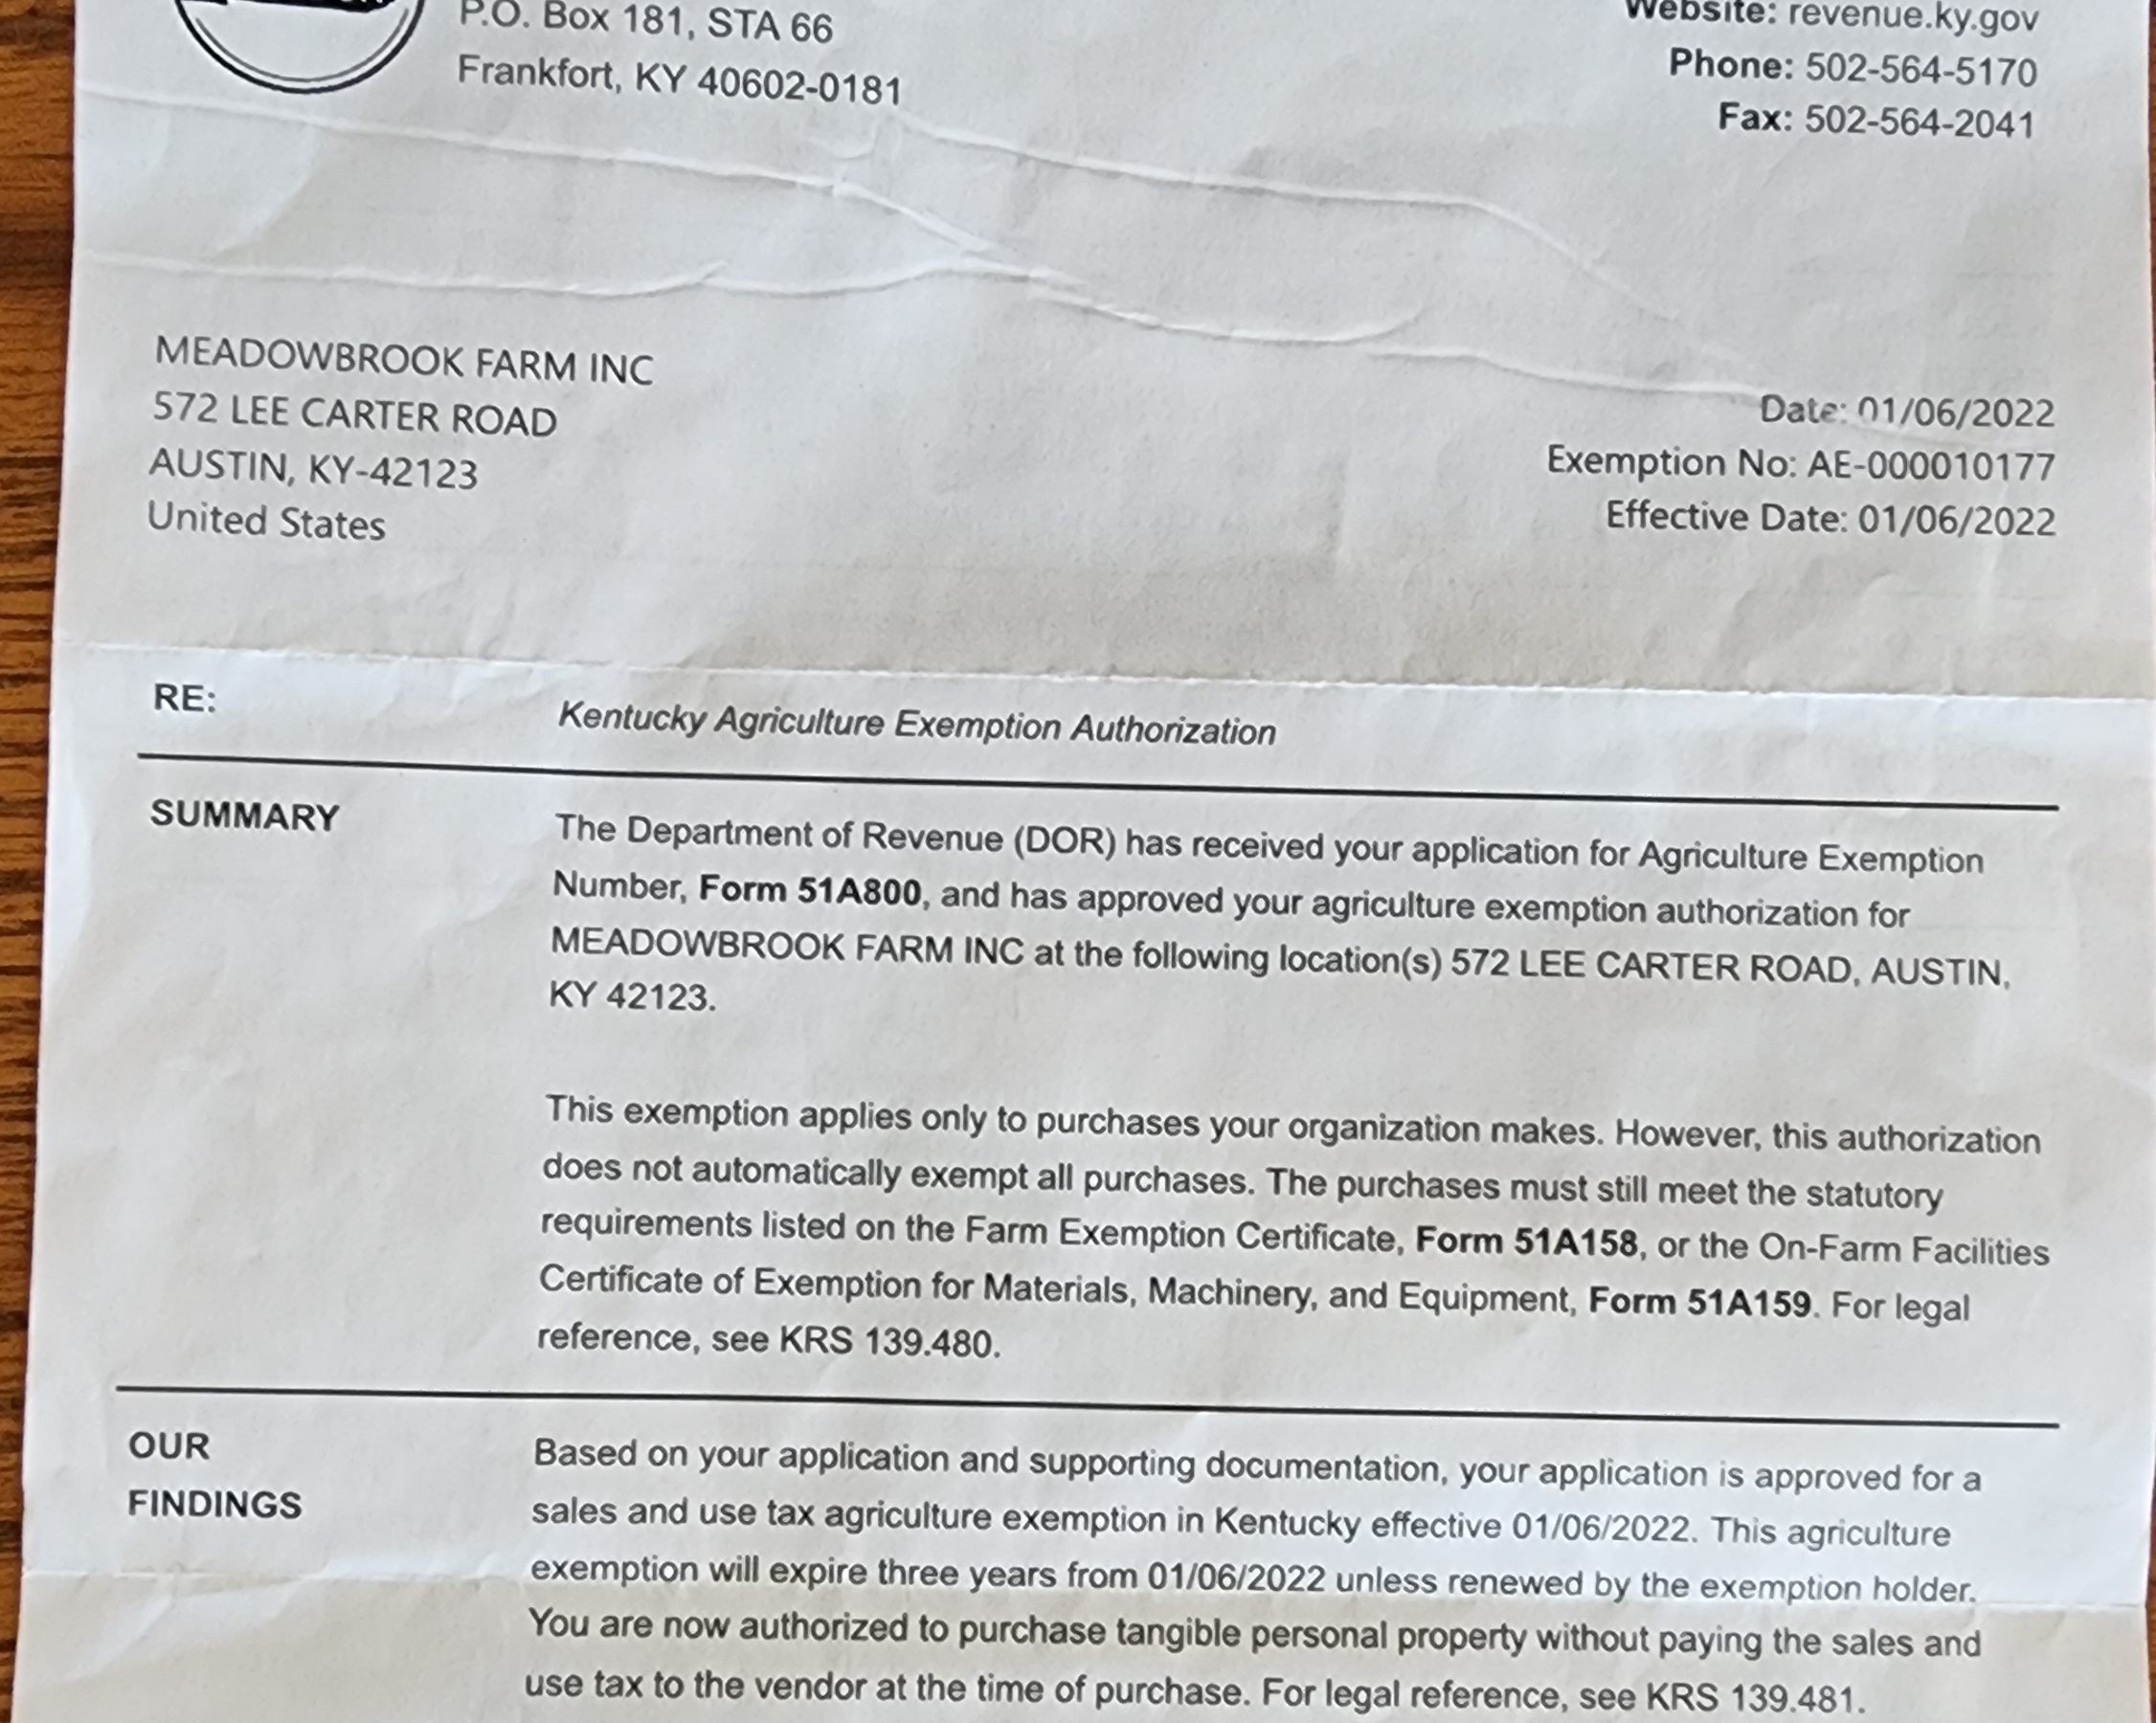 P.O. Box 181, STA 66
Frankfort, KY 40602-0181
Website: revenue.ky.gov
Phone: 502-564-5170
Fax: 502-564-2041
MEADOWBROOK FARM INC
572 LEE CARTER ROAD
AUSTIN, KY-42123
United States
Date: 01/06/2022
Exemption No: AE-000010177
Effective Date: 01/06/2022
RE:
Kentucky Agriculture Exemption Authorization
SUMMARY
The Department of Revenue (DOR) has received your application for Agriculture Exemption
Number, Form 51A800, and has approved your agriculture exemption authorization for
MEADOWBROOK FARM INC at the following location(s) 572 LEE CARTER ROAD, AUSTIN,
KY 42123.
This exemption applies only to purchases your organization makes. However, this authorization
does not automatically exempt all purchases. The purchases must still meet the statutory
requirements listed on the Farm Exemption Certificate, Form 51A158, or the On-Farm Facilities
Certificate of Exemption for Materials, Machinery, and Equipment, Form 51A159. For legal
reference, see KRS 139.480.
OUR
FINDINGS
Based on your application and supporting documentation, your application is approved for a
sales and use tax agriculture exemption in Kentucky effective 01/06/2022. This agriculture
exemption will expire three years from 01/06/2022 unless renewed by the exemption holder.
You are now authorized to purchase tangible personal property without paying the sales and
use tax to the vendor at the time of purchase. For legal reference, see KRS 139.481.